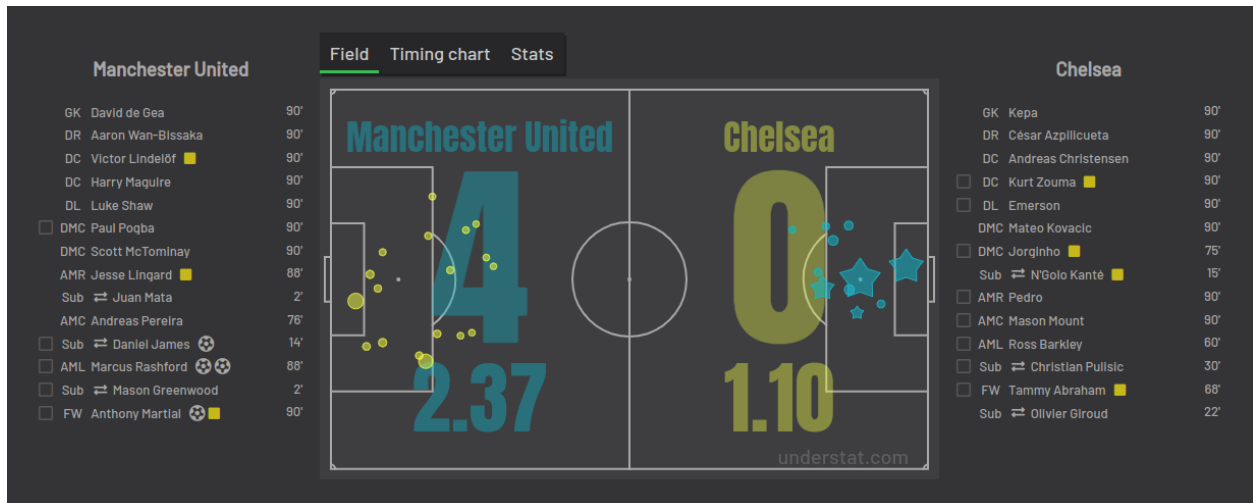 Field Timing chart Stats
Manchester United
GK David de Gea 90'
DR Aaron Wan-Bissaka 90'
DC Victor Lindelöf 90'
DC Harry Maguire 90'
DL Luke Shaw 90'
DMC Paul Pogba 90'
DMC Scott McTominay 90'
AMR Jesse Lingard 88'
Sub ⇄ Juan Mata 2'
AMC Andreas Pereira 76'
Sub ⇄ Daniel James 14'
AML Marcus Rashford 88'
Sub ⇄ Mason Greenwood 2'
FW Anthony Martial 90'
Manchester United
4
2.37
Chelsea
0
1.10
understat.com
Chelsea
GK Kepa 90'
DR César Azpilicueta 90'
DC Andreas Christensen 90'
DC Kurt Zouma 90'
DL Emerson 90'
DMC Mateo Kovacic 90'
DMC Jorginho 75'
Sub ⇄ N'Golo Kanté 15'
AMR Pedro 90'
AMC Mason Mount 90'
AML Ross Barkley 60'
Sub ⇄ Christian Pulisic 30'
FW Tammy Abraham 68'
Sub ⇄ Olivier Giroud 22'